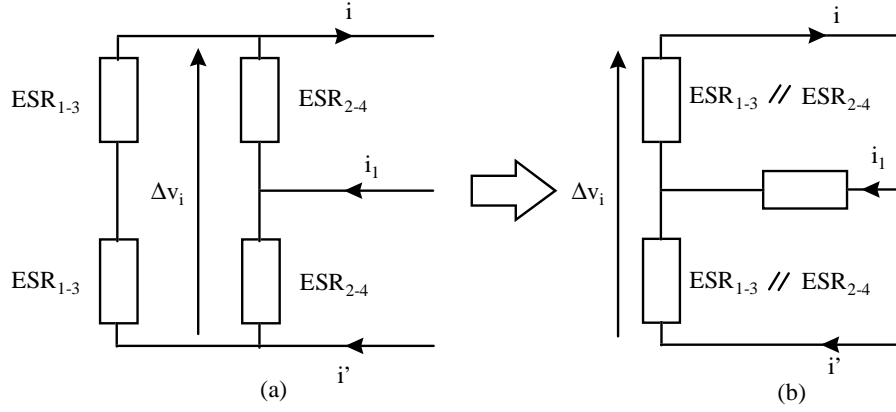 i
ESR₁₋₃
ESR₂₋₄
i₁
Δvᵢ
ESR₁₋₃
ESR₂₋₄
i’
(a)
i
ESR₁₋₃ // ESR₂₋₄
i₁
Δvᵢ
ESR₁₋₃ // ESR₂₋₄
i’
(b)